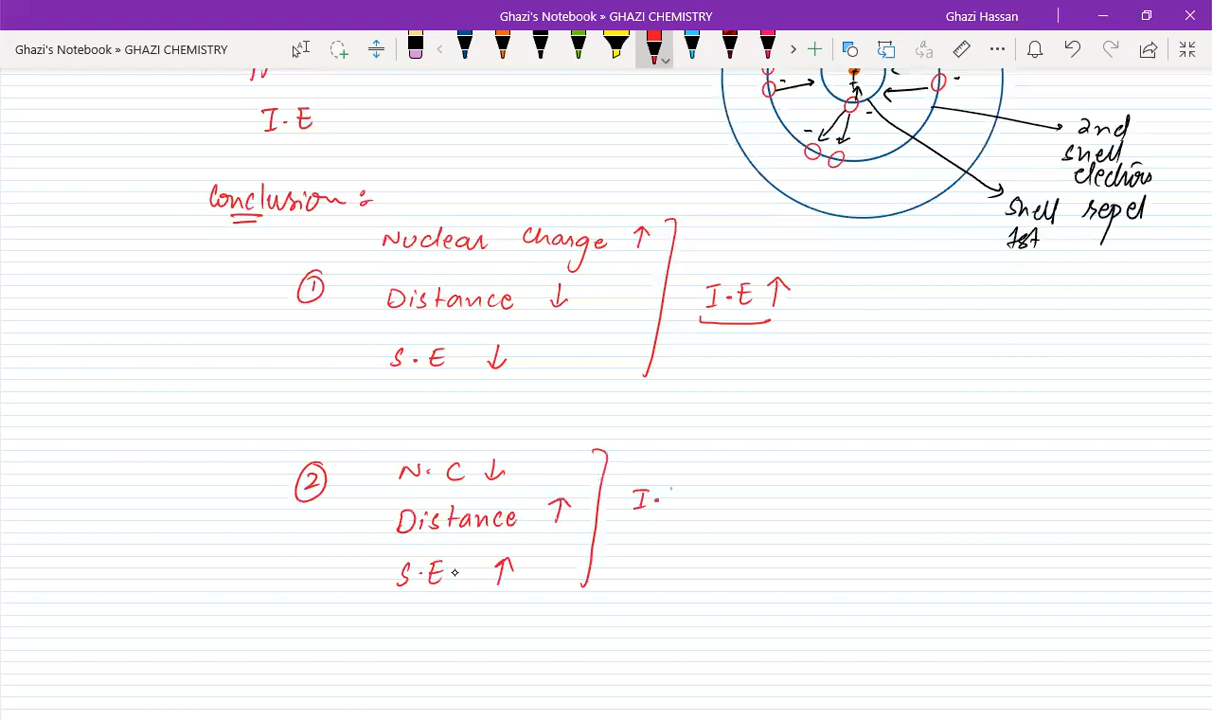 Ghazi's Notebook » GHAZI CHEMISTRY
Ghazi Hassan
Ghazi's Notebook » GHAZI CHEMISTRY
I.E
2nd
shell
electrons
shell repel
1st
Conclusion :
Nuclear Charge ↑
① Distance ↓ I.E ↑
S.E ↓
② N.C ↓
Distance ↑ I.
S.E ↑